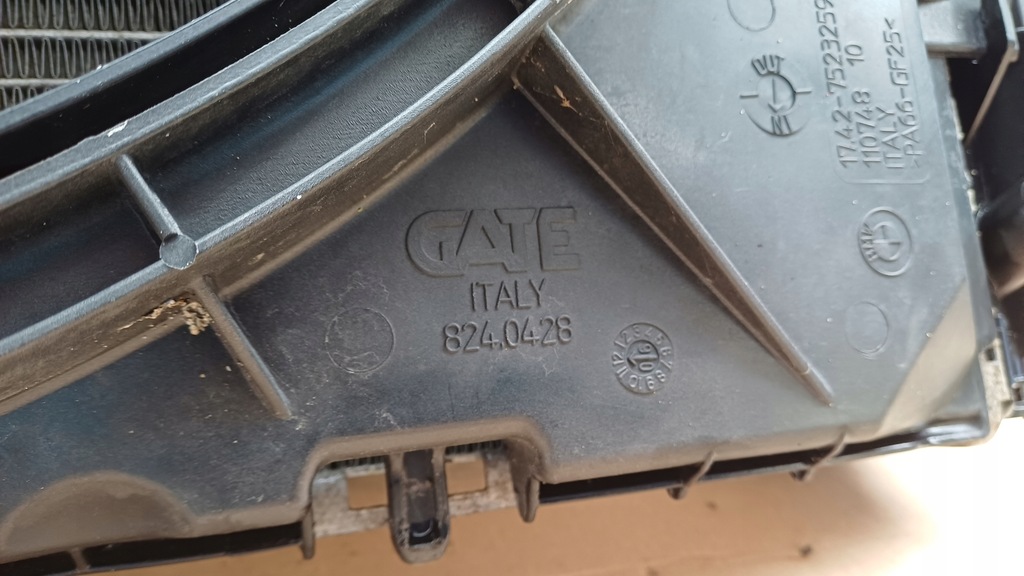 GATE
ITALY
824.0428
17.42-7523259
110748 10
ITALY
>PA66-GF25<